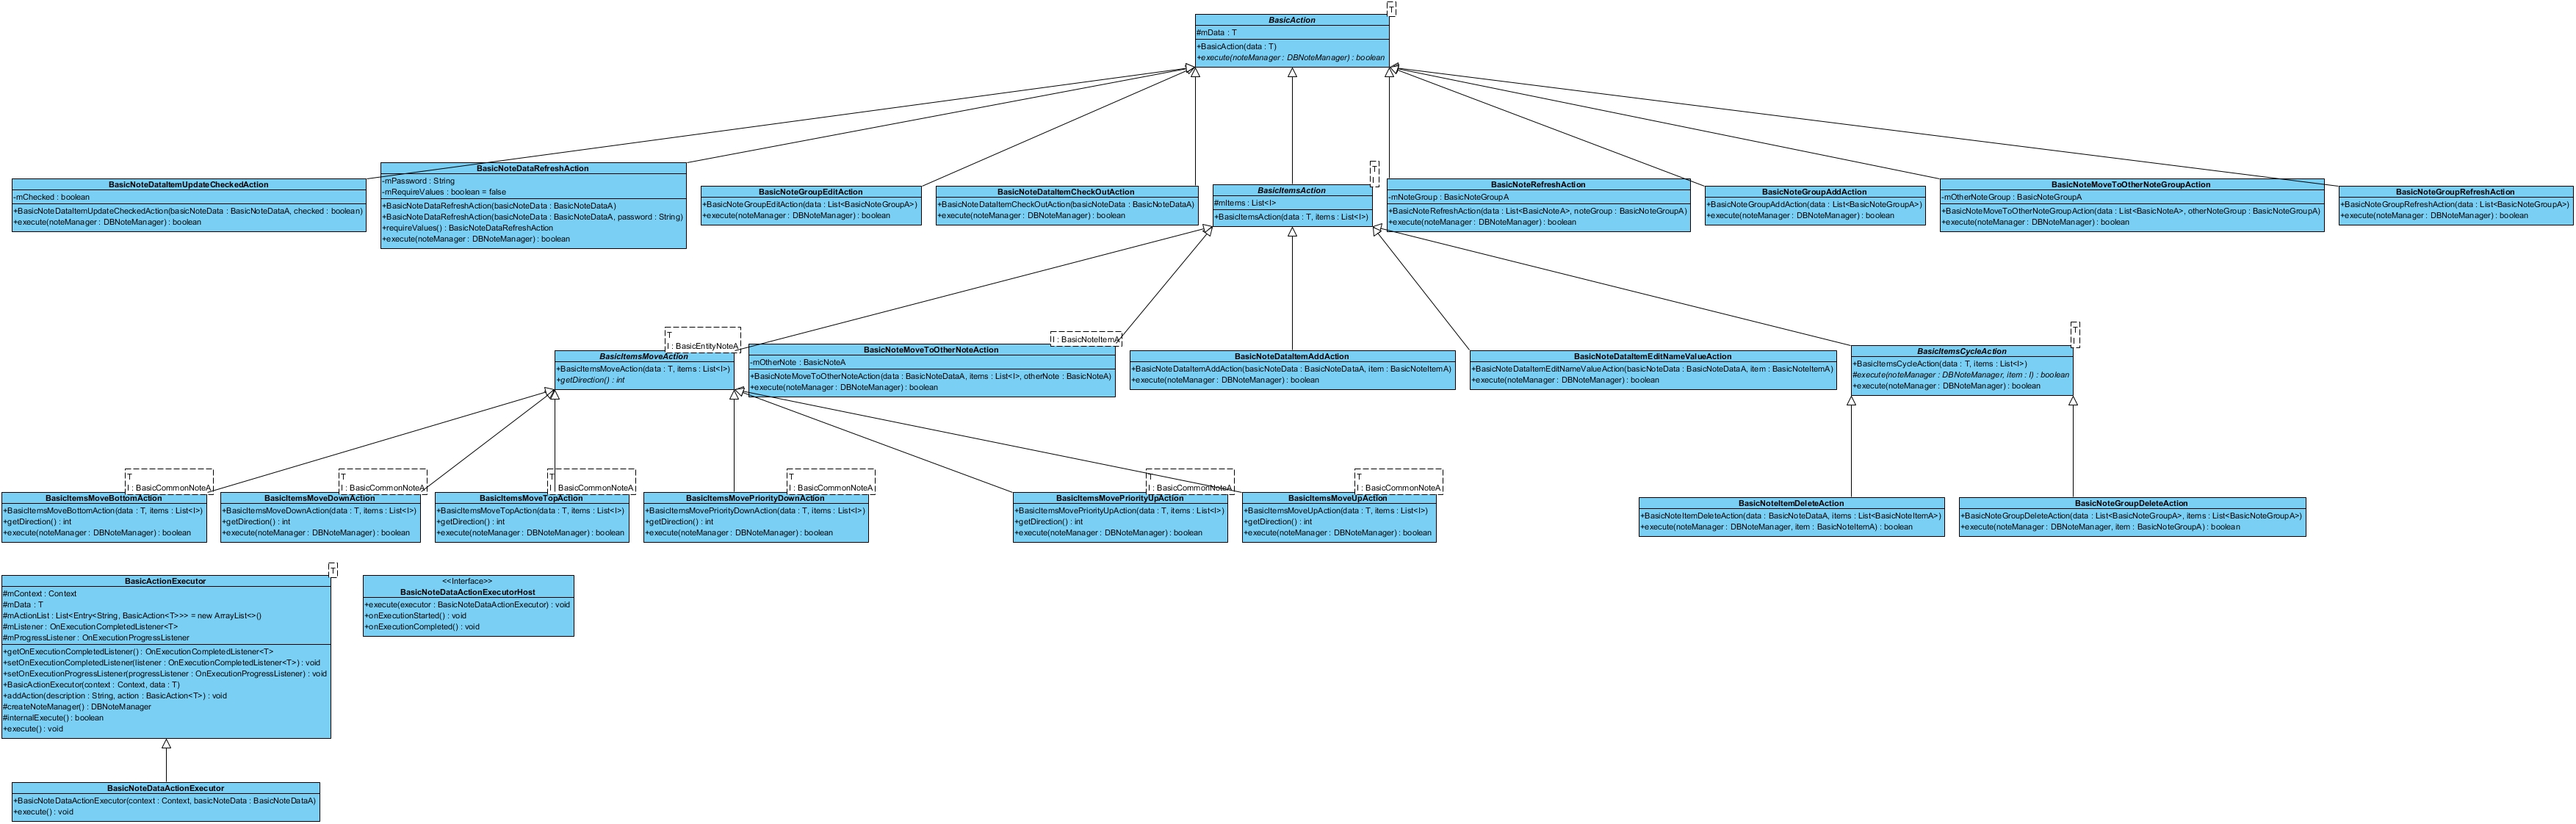 T
BasicAction
#mData : T
+BasicAction(data : T)
+execute(noteManager : DBNoteManager) : boolean
BasicNoteDataItemUpdateCheckedAction
-mChecked : boolean
+BasicNoteDataItemUpdateCheckedAction(basicNoteData : BasicNoteDataA, checked : boolean)
+execute(noteManager : DBNoteManager) : boolean
BasicNoteDataRefreshAction
-mPassword : String
-mRequireValues : boolean = false
+BasicNoteDataRefreshAction(basicNoteData : BasicNoteDataA)
+BasicNoteDataRefreshAction(basicNoteData : BasicNoteDataA, password : String)
+requireValues() : BasicNoteDataRefreshAction
+execute(noteManager : DBNoteManager) : boolean
BasicNoteGroupEditAction
+BasicNoteGroupEditAction(data : List<BasicNoteGroupA>)
+execute(noteManager : DBNoteManager) : boolean
BasicNoteDataItemCheckOutAction
+BasicNoteDataItemCheckOutAction(basicNoteData : BasicNoteDataA)
+execute(noteManager : DBNoteManager) : boolean
T
I
BasicItemsAction
#mItems : List<I>
+BasicItemsAction(data : T, items : List<I>)
BasicNoteRefreshAction
-mNoteGroup : BasicNoteGroupA
+BasicNoteRefreshAction(data : List<BasicNoteA>, noteGroup : BasicNoteGroupA)
+execute(noteManager : DBNoteManager) : boolean
BasicNoteGroupAddAction
+BasicNoteGroupAddAction(data : List<BasicNoteGroupA>)
+execute(noteManager : DBNoteManager) : boolean
BasicNoteMoveToOtherNoteGroupAction
-mOtherNoteGroup : BasicNoteGroupA
+BasicNoteMoveToOtherNoteGroupAction(data : List<BasicNoteA>, otherNoteGroup : BasicNoteGroupA)
+execute(noteManager : DBNoteManager) : boolean
BasicNoteGroupRefreshAction
+BasicNoteGroupRefreshAction(data : List<BasicNoteGroupA>)
+execute(noteManager : DBNoteManager) : boolean
T
I : BasicEntityNoteA
BasicItemsMoveAction
+BasicItemsMoveAction(data : T, items : List<I>)
+getDirection() : int
I : BasicNoteItemA
BasicNoteMoveToOtherNoteAction
-mOtherNote : BasicNoteA
+BasicNoteMoveToOtherNoteAction(data : BasicNoteDataA, items : List<I>, otherNote : BasicNoteA)
+execute(noteManager : DBNoteManager) : boolean
BasicNoteDataItemAddAction
+BasicNoteDataItemAddAction(basicNoteData : BasicNoteDataA, item : BasicNoteItemA)
+execute(noteManager : DBNoteManager) : boolean
BasicNoteDataItemEditNameValueAction
+BasicNoteDataItemEditNameValueAction(basicNoteData : BasicNoteDataA, item : BasicNoteItemA)
+execute(noteManager : DBNoteManager) : boolean
T
I
BasicItemsCycleAction
+BasicItemsCycleAction(data : T, items : List<I>)
#execute(noteManager : DBNoteManager, item : I) : boolean
+execute(noteManager : DBNoteManager) : boolean
T
I : BasicCommonNoteA
BasicItemsMoveBottomAction
+BasicItemsMoveBottomAction(data : T, items : List<I>)
+getDirection() : int
+execute(noteManager : DBNoteManager) : boolean
T
I : BasicCommonNoteA
BasicItemsMoveDownAction
+BasicItemsMoveDownAction(data : T, items : List<I>)
+getDirection() : int
+execute(noteManager : DBNoteManager) : boolean
T
I : BasicCommonNoteA
BasicItemsMoveTopAction
+BasicItemsMoveTopAction(data : T, items : List<I>)
+getDirection() : int
+execute(noteManager : DBNoteManager) : boolean
T
I : BasicCommonNoteA
BasicItemsMovePriorityDownAction
+BasicItemsMovePriorityDownAction(data : T, items : List<I>)
+getDirection() : int
+execute(noteManager : DBNoteManager) : boolean
T
I : BasicCommonNoteA
BasicItemsMovePriorityUpAction
+BasicItemsMovePriorityUpAction(data : T, items : List<I>)
+getDirection() : int
+execute(noteManager : DBNoteManager) : boolean
T
I : BasicCommonNoteA
BasicItemsMoveUpAction
+BasicItemsMoveUpAction(data : T, items : List<I>)
+getDirection() : int
+execute(noteManager : DBNoteManager) : boolean
BasicNoteItemDeleteAction
+BasicNoteItemDeleteAction(data : BasicNoteDataA, items : List<BasicNoteItemA>)
+execute(noteManager : DBNoteManager, item : BasicNoteItemA) : boolean
BasicNoteGroupDeleteAction
+BasicNoteGroupDeleteAction(data : List<BasicNoteGroupA>, items : List<BasicNoteGroupA>)
+execute(noteManager : DBNoteManager, item : BasicNoteGroupA) : boolean
T
BasicActionExecutor
#mContext : Context
#mData : T
#mActionList : List<Entry<String, BasicAction<T>>> = new ArrayList<>()
#mListener : OnExecutionCompletedListener<T>
#mProgressListener : OnExecutionProgressListener
+getOnExecutionCompletedListener() : OnExecutionCompletedListener<T>
+setOnExecutionCompletedListener(listener : OnExecutionCompletedListener<T>) : void
+setOnExecutionProgressListener(progressListener : OnExecutionProgressListener) : void
+BasicActionExecutor(context : Context, data : T)
+addAction(description : String, action : BasicAction<T>) : void
#createNoteManager() : DBNoteManager
#internalExecute() : boolean
+execute() : void
<<Interface>>
BasicNoteDataActionExecutorHost
+execute(executor : BasicNoteDataActionExecutor) : void
+onExecutionStarted() : void
+onExecutionCompleted() : void
BasicNoteDataActionExecutor
+BasicNoteDataActionExecutor(context : Context, basicNoteData : BasicNoteDataA)
+execute() : void